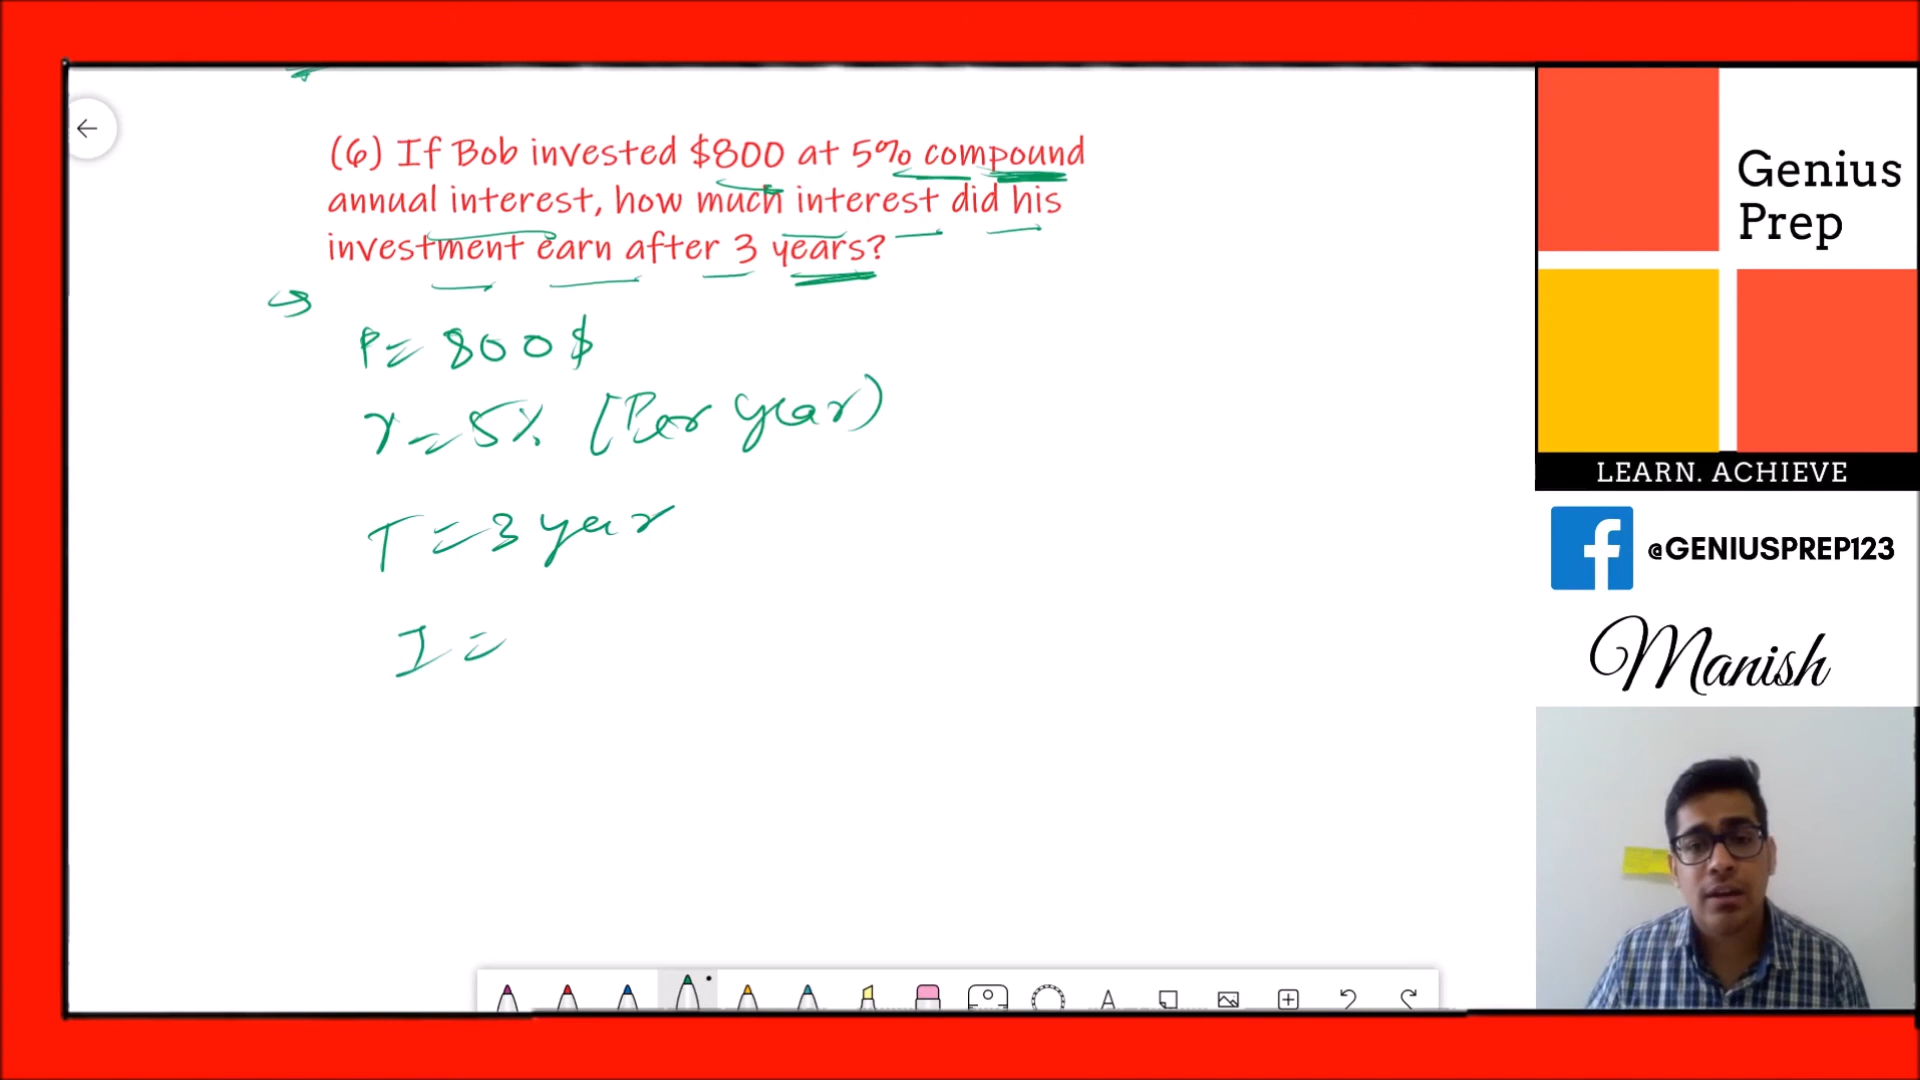 (6) If Bob invested $800 at 5% compound
annual interest, how much interest did his
investment earn after 3 years?
P = 800 $
r = 5% (Per year)
T = 3 year
I =
Genius
Prep
LEARN. ACHIEVE
f @GENIUSPREP123
Manish
A